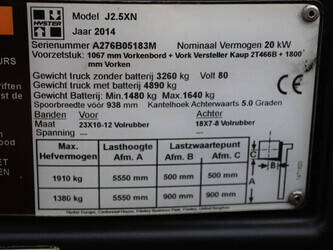 HYSTER
Model J2.5XN
Jaar 2014
Serienummer A276B05183M Nominaal Vermogen 20 kW
Voorzetstuk: 1067 mm Vorkenbord + Vork Versteller Kaup 2T466B + 1800
mm Vorken
Gewicht truck zonder batterij 3260 kg Volt 80
Gewicht truck met batterij 4890 kg
Gewicht batterij Min. L1480 kg Max. 1640 kg
Spoorbreedte vóór 938 mm Kantelhoek Achterwaarts 5.0 Graden
Banden Voor Achter
Maat 23X10-12 Volrubber 18X7-8 Volrubber
Spanning --- ---
Max. Hefvermogen Lasthoogte Afm. A Lastzwaartepunt Afm. B Afm. C
1910 kg 5550 mm 500 mm 500 mm
1380 kg 5550 mm 900 mm 900 mm
C
B
A
OURS